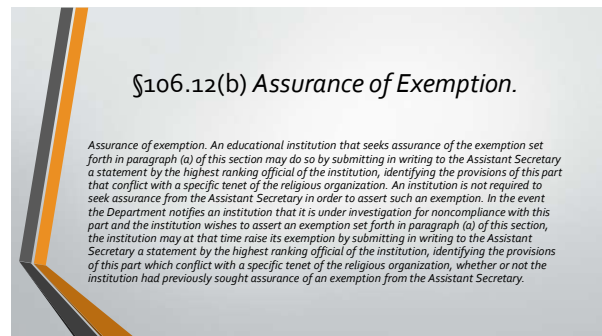 §106.12(b) Assurance of Exemption.
Assurance of exemption. An educational institution that seeks assurance of the exemption set
forth in paragraph (a) of this section may do so by submitting in writing to the Assistant Secretary
a statement by the highest ranking official of the institution, identifying the provisions of this part
that conflict with a specific tenet of the religious organization. An institution is not required to
seek assurance from the Assistant Secretary in order to assert such an exemption. In the event
the Department notifies an institution that it is under investigation for noncompliance with this
part and the institution wishes to assert an exemption set forth in paragraph (a) of this section,
the institution may at that time raise its exemption by submitting in writing to the Assistant
Secretary a statement by the highest ranking official of the institution, identifying the provisions
of this part which conflict with a specific tenet of the religious organization, whether or not the
institution had previously sought assurance of an exemption from the Assistant Secretary.